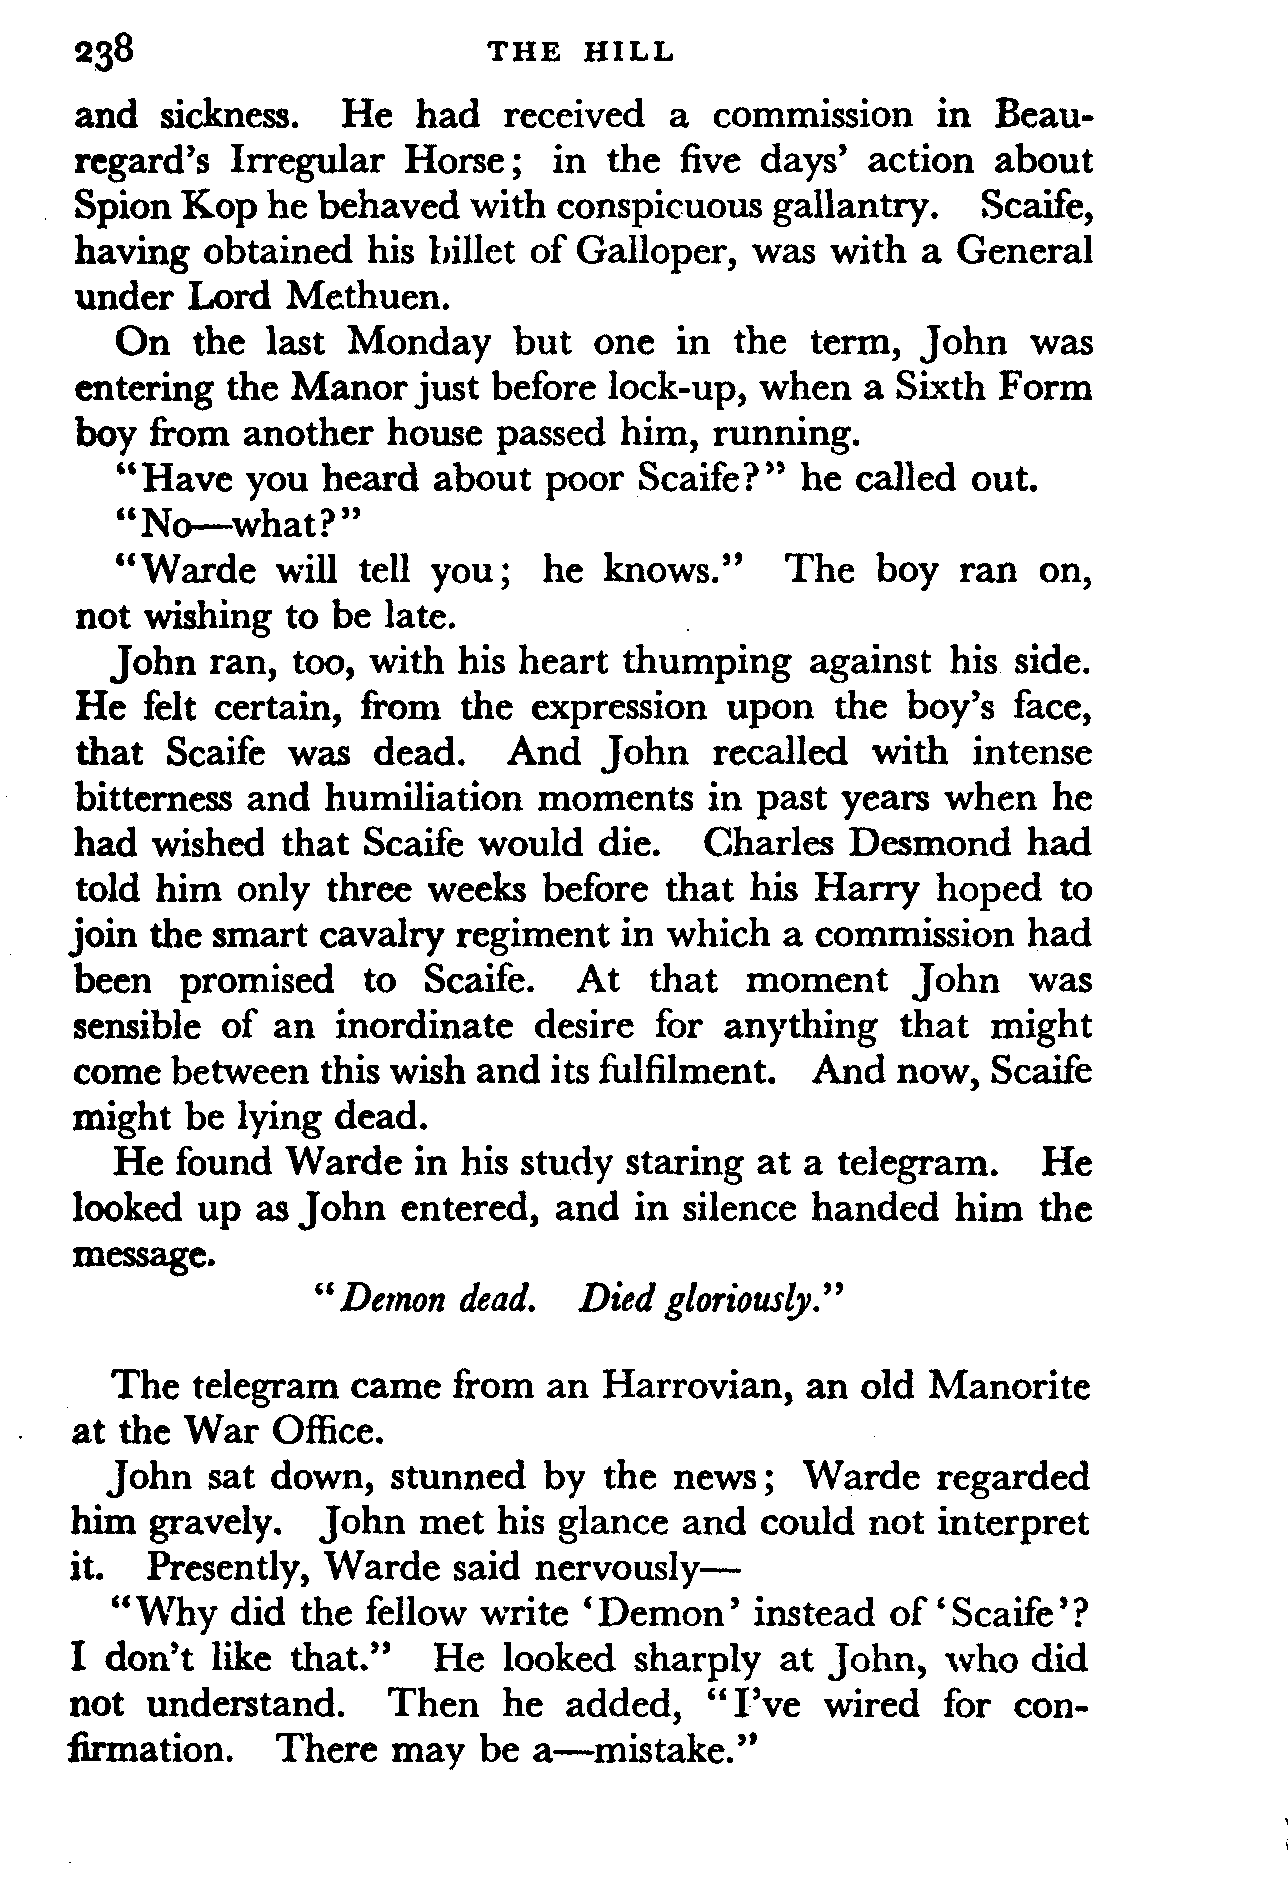 238 THE HILL
and sickness. He had received a commission in Beau-
regard's Irregular Horse; in the five days' action about
Spion Kop he behaved with conspicuous gallantry. Scaife,
having obtained his billet of Galloper, was with a General
under Lord Methuen.
On the last Monday but one in the term, John was
entering the Manor just before lock-up, when a Sixth Form
boy from another house passed him, running.
"Have you heard about poor Scaife?" he called out.
"No—what?"
"Warde will tell you; he knows." The boy ran on,
not wishing to be late.
John ran, too, with his heart thumping against his side.
He felt certain, from the expression upon the boy's face,
that Scaife was dead. And John recalled with intense
bitterness and humiliation moments in past years when he
had wished that Scaife would die. Charles Desmond had
told him only three weeks before that his Harry hoped to
join the smart cavalry regiment in which a commission had
been promised to Scaife. At that moment John was
sensible of an inordinate desire for anything that might
come between this wish and its fulfilment. And now, Scaife
might be lying dead.
He found Warde in his study staring at a telegram. He
looked up as John entered, and in silence handed him the
message.
"Demon dead. Died gloriously."
The telegram came from an Harrovian, an old Manorite
at the War Office.
John sat down, stunned by the news; Warde regarded
him gravely. John met his glance and could not interpret
it. Presently, Warde said nervously—
"Why did the fellow write 'Demon' instead of 'Scaife'?
I don't like that." He looked sharply at John, who did
not understand. Then he added, "I've wired for con-
firmation. There may be a—mistake."